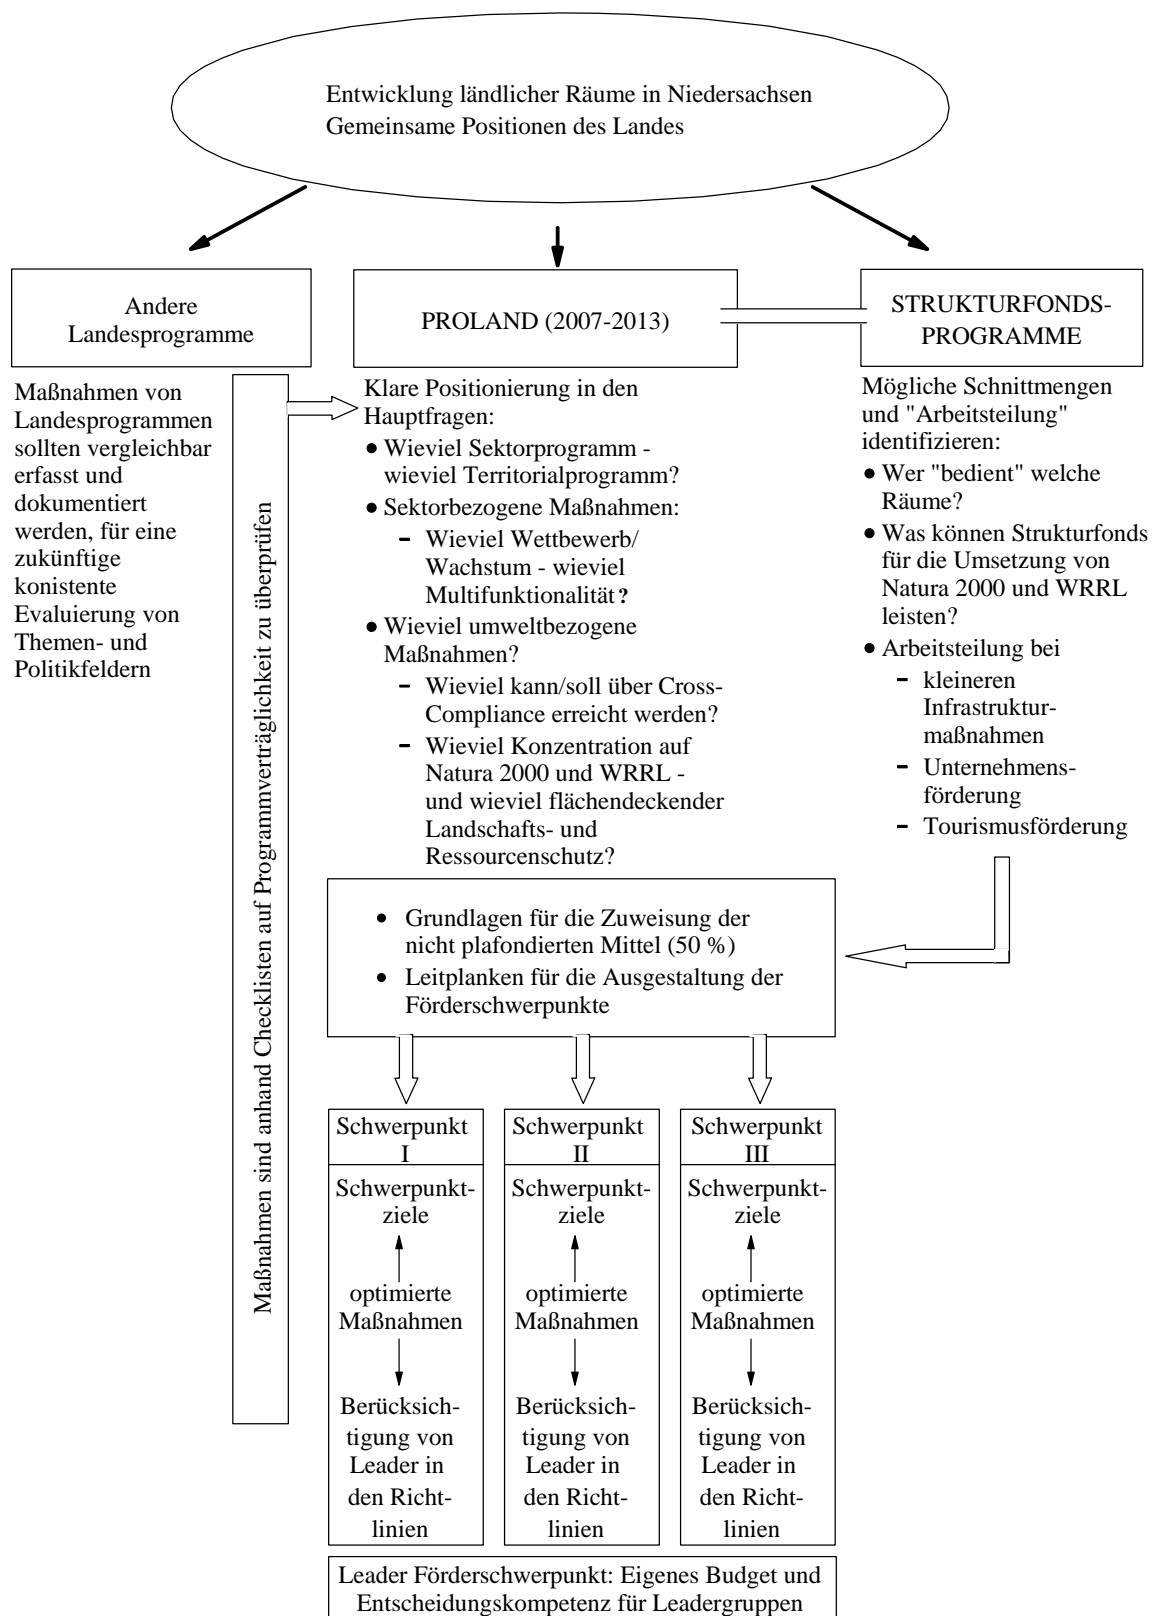 Entwicklung ländlicher Räume in Niedersachsen
Gemeinsame Positionen des Landes
Andere
Landesprogramme
Maßnahmen von
Landesprogrammen
sollten vergleichbar
erfasst und
dokumentiert
werden, für eine
zukünftige
konistente
Evaluierung von
Themen- und
Politikfeldern
Maßnahmen sind anhand Checklisten auf Programmverträglichkeit zu überprüfen
PROLAND (2007-2013)
Klare Positionierung in den
Hauptfragen:
• Wieviel Sektorprogramm -
wieviel Territorialprogramm?
• Sektorbezogene Maßnahmen:
– Wieviel Wettbewerb/
Wachstum - wieviel
Multifunktionalität?
• Wieviel umweltbezogene
Maßnahmen?
– Wieviel kann/soll über Cross-
Compliance erreicht werden?
– Wieviel Konzentration auf
Natura 2000 und WRRL -
und wieviel flächendeckender
Landschafts- und
Ressourcenschutz?
STRUKTURFONDS-
PROGRAMME
Mögliche Schnittmengen
und "Arbeitsteilung"
identifizieren:
• Wer "bedient" welche
Räume?
• Was können Strukturfonds
für die Umsetzung von
Natura 2000 und WRRL
leisten?
• Arbeitsteilung bei
– kleineren
Infrastruktur-
maßnahmen
– Unternehmens-
förderung
– Tourismusförderung
• Grundlagen für die Zuweisung der
nicht plafondierten Mittel (50 %)
• Leitplanken für die Ausgestaltung der
Förderschwerpunkte
Schwerpunkt
I
Schwerpunkt-
ziele
optimierte
Maßnahmen
Berücksich-
tigung von
Leader in
den Richt-
linien
Schwerpunkt
II
Schwerpunkt-
ziele
optimierte
Maßnahmen
Berücksich-
tigung von
Leader in
den Richt-
linien
Schwerpunkt
III
Schwerpunkt-
ziele
optimierte
Maßnahmen
Berücksich-
tigung von
Leader in
den Richt-
linien
Leader Förderschwerpunkt: Eigenes Budget und
Entscheidungskompetenz für Leadergruppen